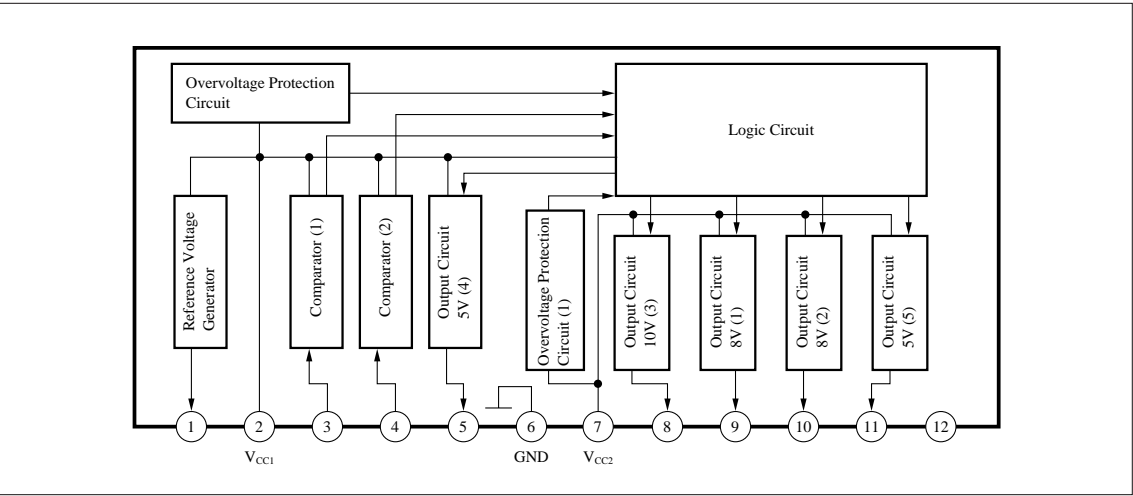 Overvoltage Protection
Circuit
Logic Circuit
Reference Voltage
Generator
Comparator (1)
Comparator (2)
Output Circuit
5V (4)
Overvoltage Protection
Circuit (1)
Output Circuit
10V (3)
Output Circuit
8V (1)
Output Circuit
8V (2)
Output Circuit
5V (5)
1 2 3 4 5 6 7 8 9 10 11 12
VCC1 GND VCC2